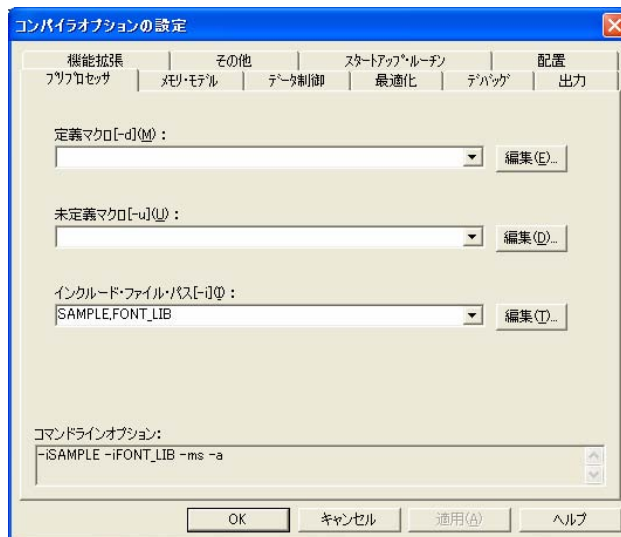 コンパイラオプションの設定
機能拡張 その他 スタートアップ・ルーチン 配置
プリプロセッサ メモリ・モデル データ制御 最適化 デバッグ 出力
定義マクロ[-d](M):
編集(E)...
未定義マクロ[-u](U):
編集(D)...
インクルード・ファイル・パス[-i](I):
SAMPLE,FONT_LIB 編集(T)...
コマンドラインオプション:
-iSAMPLE -iFONT_LIB -ms -a
OK キャンセル 適用(A) ヘルプ